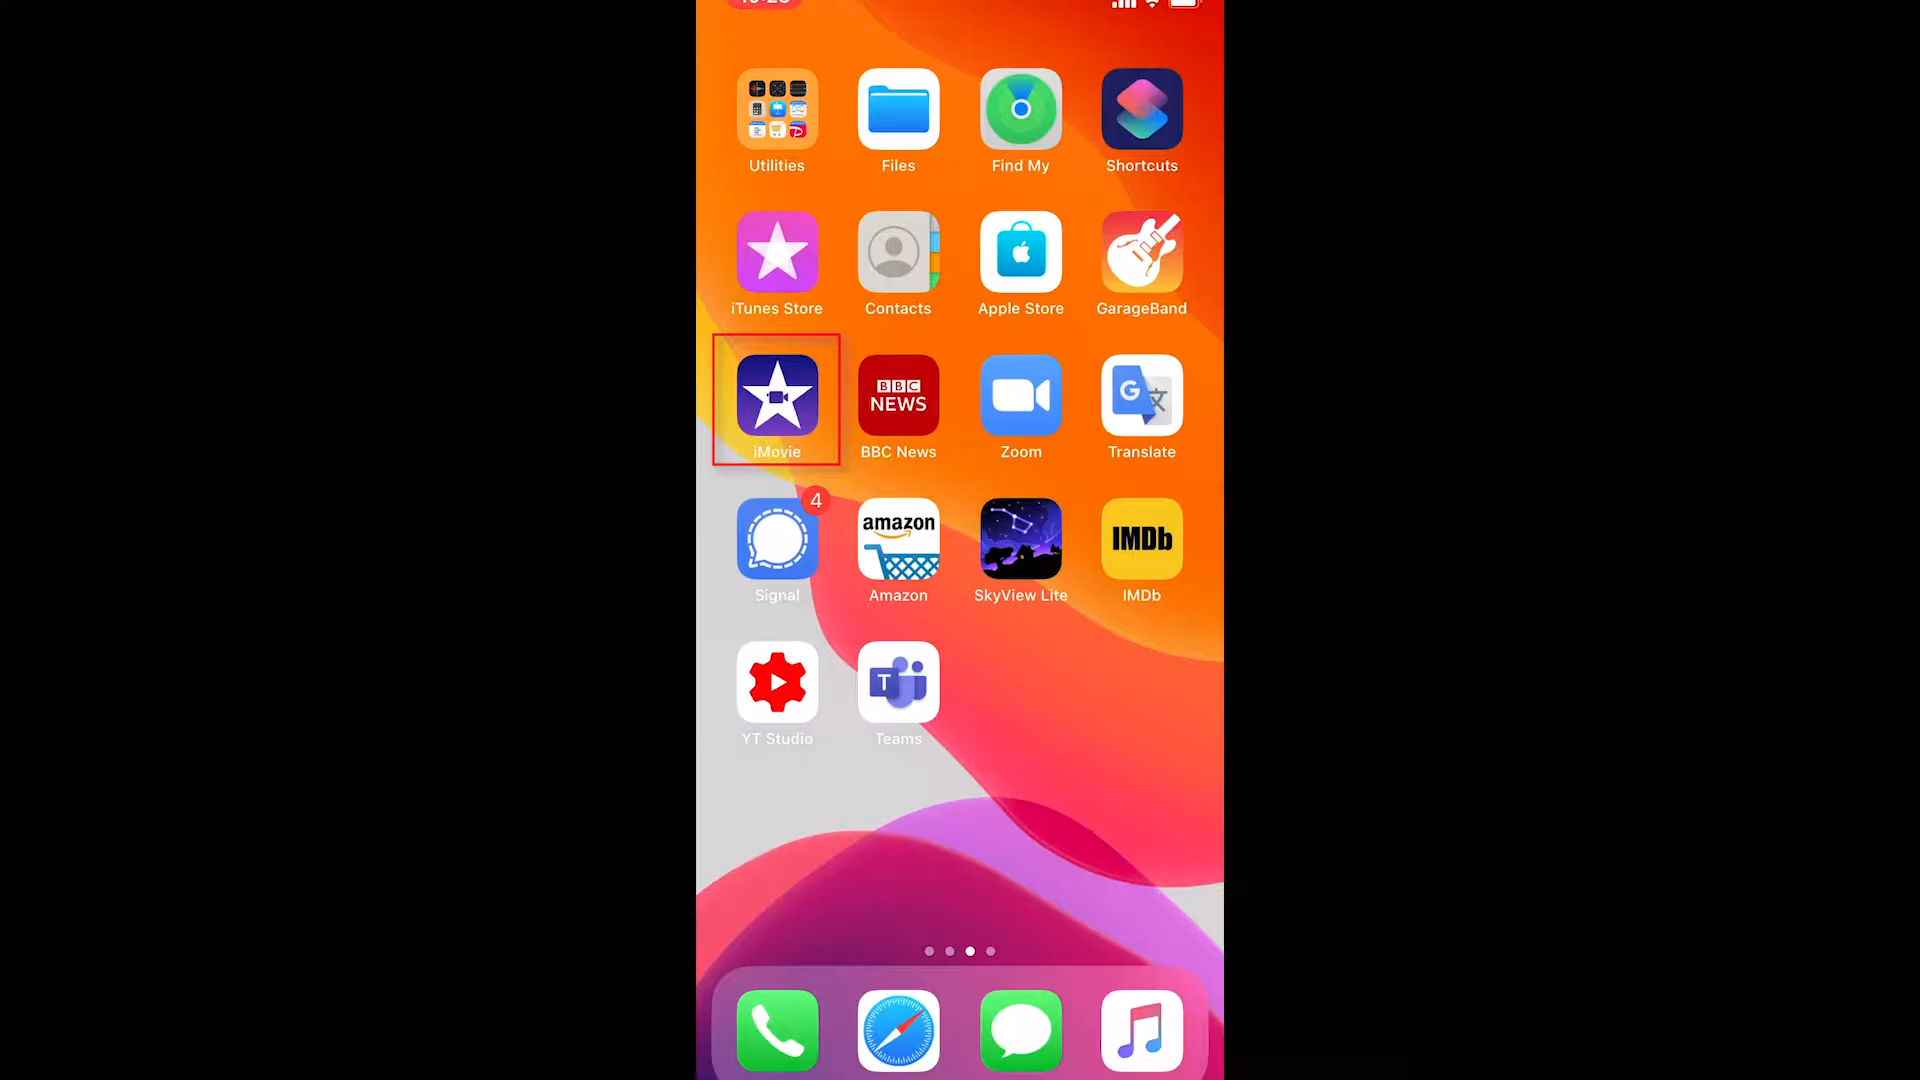 Utilities
Files
Find My
Shortcuts
iTunes Store
Contacts
Apple Store
GarageBand
BBC
NEWS
G
iMovie
BBC News
Zoom
Translate
4
amazon
IMDb
Signal
Amazon
SkyView Lite
IMDb
T
YT Studio
Teams